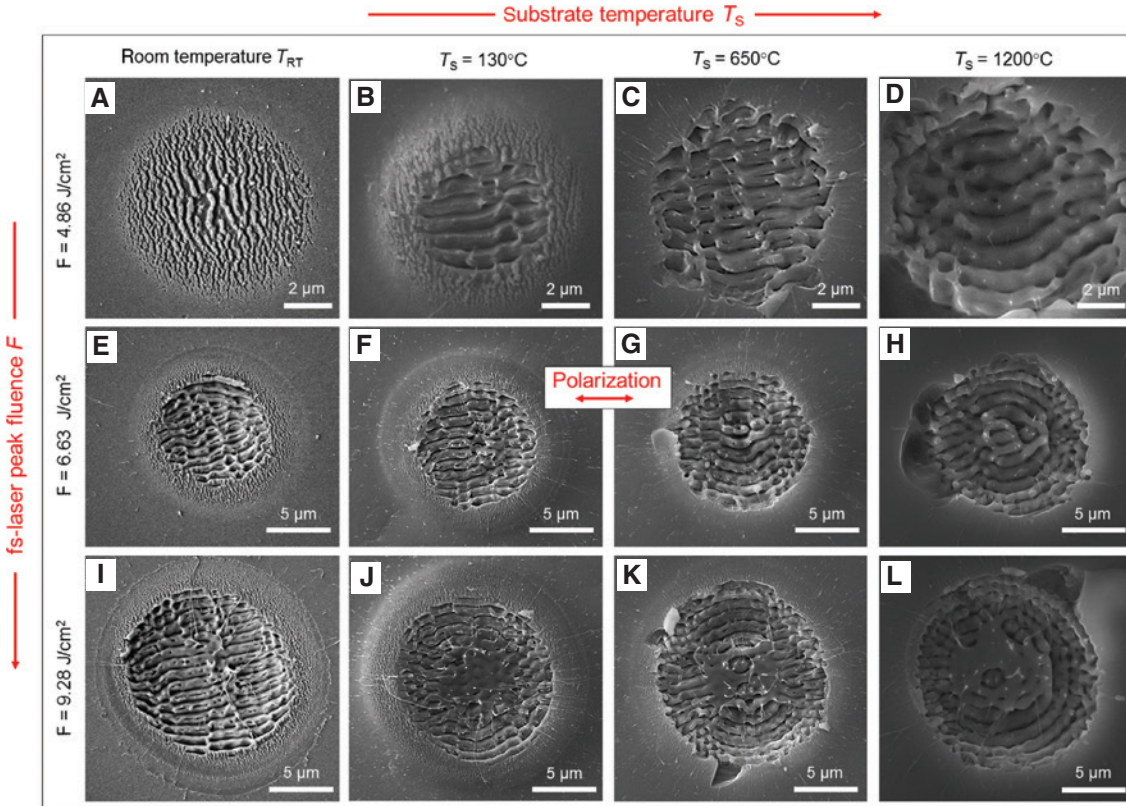 Substrate temperature Tₛ
Room temperature T_RT
Tₛ = 130°C
Tₛ = 650°C
Tₛ = 1200°C
fs-laser peak fluence F
F = 4.86 J/cm²
A
2 µm
B
2 µm
C
2 µm
D
2 µm
F = 6.63 J/cm²
E
5 µm
F
5 µm
Polarization
G
5 µm
H
5 µm
F = 9.28 J/cm²
I
5 µm
J
5 µm
K
5 µm
L
5 µm